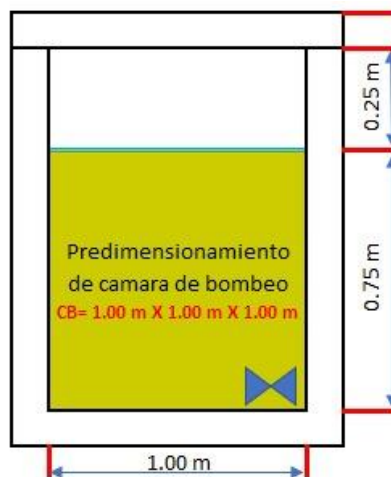 0.25 m
Predimensionamiento
de camara de bombeo
CB= 1.00 m X 1.00 m X 1.00 m
0.75 m
1.00 m